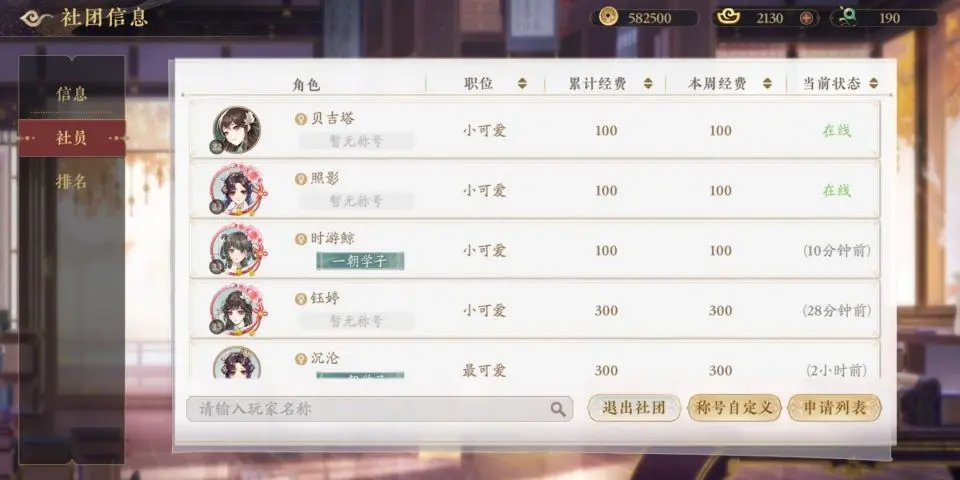 社团信息
582500
2130
190
信息
社员
排名
角色 职位 累计经费 本周经费 当前状态
贝吉塔
暂无称号
小可爱 100 100 在线
22
照影
暂无称号
小可爱 100 100 在线
时游鲸
一朝学子
小可爱 100 100 (10分钟前)
23
钰婷
暂无称号
小可爱 300 300 (28分钟前)
沉沦
最可爱 300 300 (2小时前)
请输入玩家名称
退出社团
称号自定义
申请列表